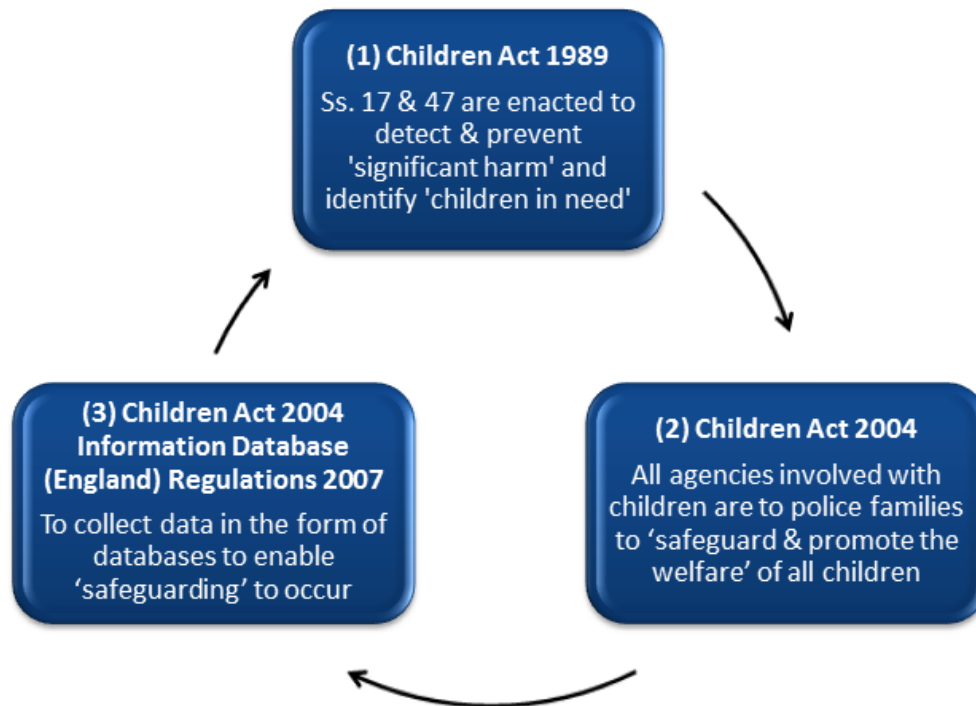 (1) Children Act 1989
Ss. 17 & 47 are enacted to
detect & prevent
'significant harm' and
identify 'children in need'
(2) Children Act 2004
All agencies involved with
children are to police families
to ‘safeguard & promote the
welfare’ of all children
(3) Children Act 2004
Information Database
(England) Regulations 2007
To collect data in the form of
databases to enable
‘safeguarding’ to occur